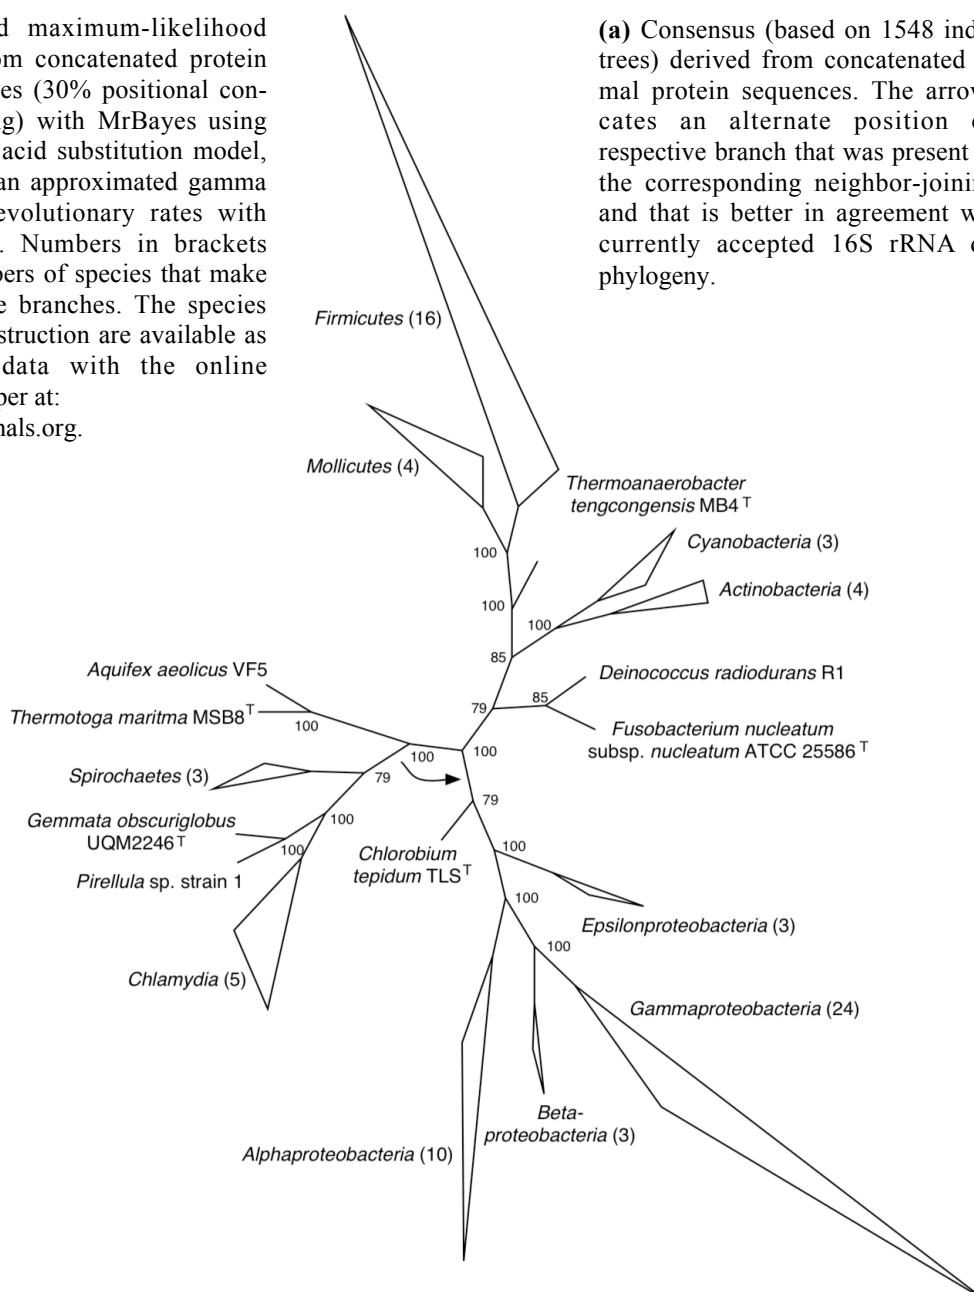 d maximum-likelihood
om concatenated protein
es (30% positional con-
g) with MrBayes using
acid substitution model,
an approximated gamma
evolutionary rates with
. Numbers in brackets
bers of species that make
e branches. The species
struction are available as
data with the online
per at:
nals.org.
(a) Consensus (based on 1548 ind
trees) derived from concatenated
mal protein sequences. The arrow
cates an alternate position
respective branch that was present
the corresponding neighbor-joinin
and that is better in agreement w
currently accepted 16S rRNA
phylogeny.
Firmicutes (16)
Mollicutes (4)
Thermoanaerobacter
tengcongensis MB4 T
100
Cyanobacteria (3)
Actinobacteria (4)
100
100
85
Aquifex aeolicus VF5
Thermotoga maritma MSB8 T
100
Deinococcus radiodurans R1
85
79
Fusobacterium nucleatum
subsp. nucleatum ATCC 25586 T
100
100
Spirochaetes (3)
79
79
Gemmata obscuriglobus
UQM2246 T
100
100
Pirellula sp. strain 1
Chlorobium
tepidum TLS T
100
Epsilonproteobacteria (3)
100
100
Chlamydia (5)
Gammaproteobacteria (24)
Beta-
proteobacteria (3)
Alphaproteobacteria (10)